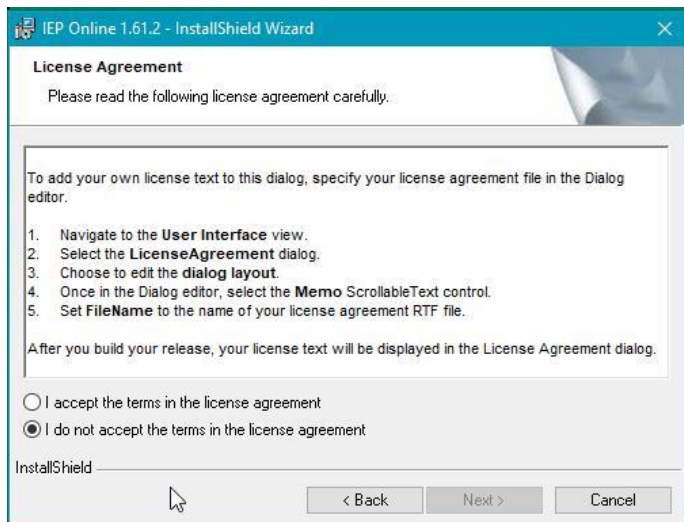 IEP Online 1.61.2 - InstallShield Wizard
License Agreement
Please read the following license agreement carefully.
To add your own license text to this dialog, specify your license agreement file in the Dialog
editor.
1. Navigate to the User Interface view.
2. Select the LicenseAgreement dialog.
3. Choose to edit the dialog layout.
4. Once in the Dialog editor, select the Memo ScrollableText control.
5. Set FileName to the name of your license agreement RTF file.
After you build your release, your license text will be displayed in the License Agreement dialog.
I accept the terms in the license agreement
I do not accept the terms in the license agreement
InstallShield
< Back Next > Cancel